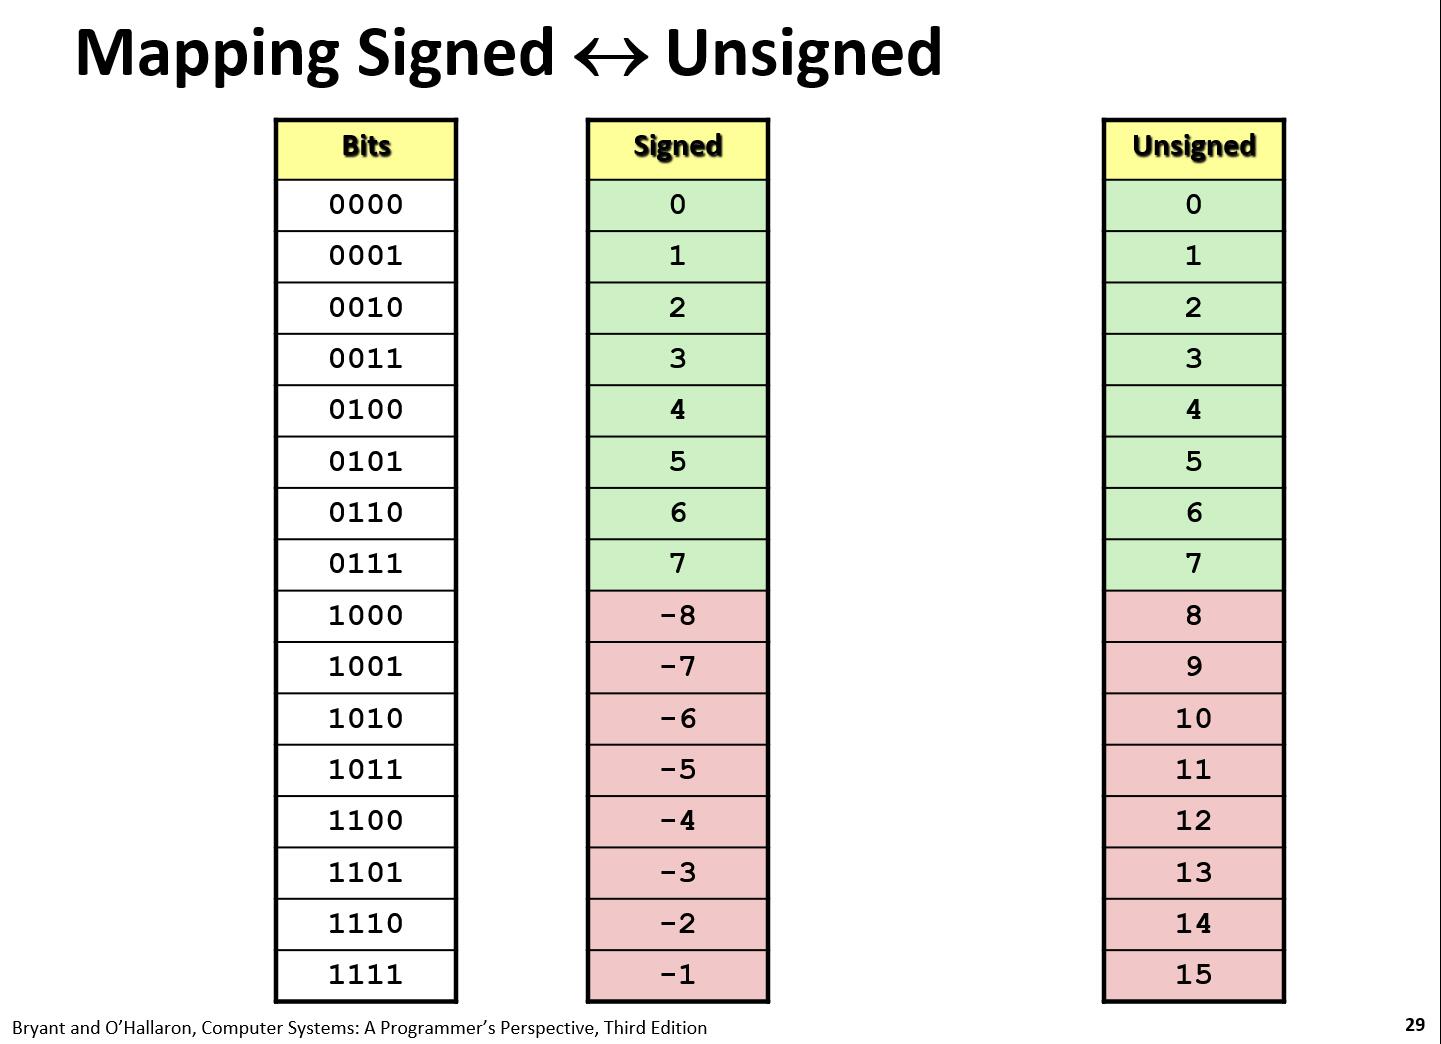 Mapping Signed ↔ Unsigned
Bits Signed Unsigned
0000 0 0
0001 1 1
0010 2 2
0011 3 3
0100 4 4
0101 5 5
0110 6 6
0111 7 7
1000 -8 8
1001 -7 9
1010 -6 10
1011 -5 11
1100 -4 12
1101 -3 13
1110 -2 14
1111 -1 15
Bryant and O’Hallaron, Computer Systems: A Programmer’s Perspective, Third Edition 29